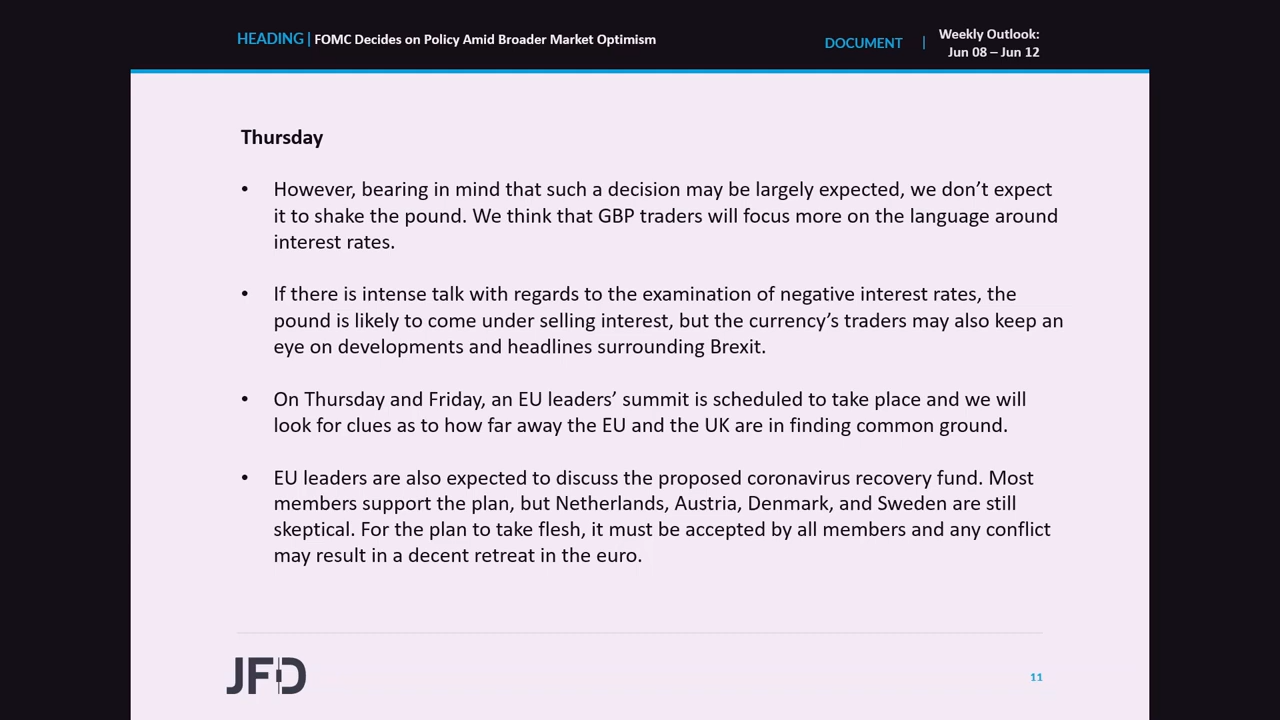 HEADING | FOMC Decides on Policy Amid Broader Market Optimism
DOCUMENT | Weekly Outlook:
Jun 08 – Jun 12
Thursday
• However, bearing in mind that such a decision may be largely expected, we don’t expect
it to shake the pound. We think that GBP traders will focus more on the language around
interest rates.
• If there is intense talk with regards to the examination of negative interest rates, the
pound is likely to come under selling interest, but the currency’s traders may also keep an
eye on developments and headlines surrounding Brexit.
• On Thursday and Friday, an EU leaders’ summit is scheduled to take place and we will
look for clues as to how far away the EU and the UK are in finding common ground.
• EU leaders are also expected to discuss the proposed coronavirus recovery fund. Most
members support the plan, but Netherlands, Austria, Denmark, and Sweden are still
skeptical. For the plan to take flesh, it must be accepted by all members and any conflict
may result in a decent retreat in the euro.
JFD
11